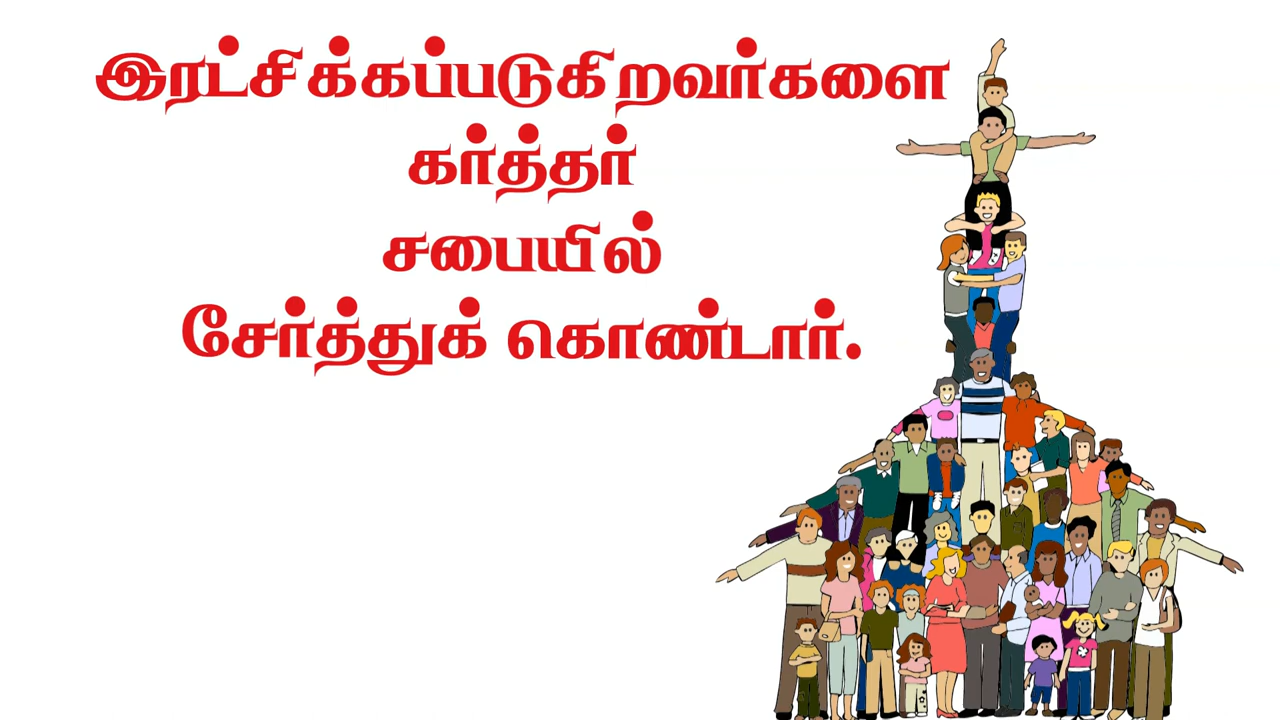 இரட்சிக்கப்படுகிறவர்களை
கர்த்தர்
சபையில்
சேர்த்துக் கொண்டார்.